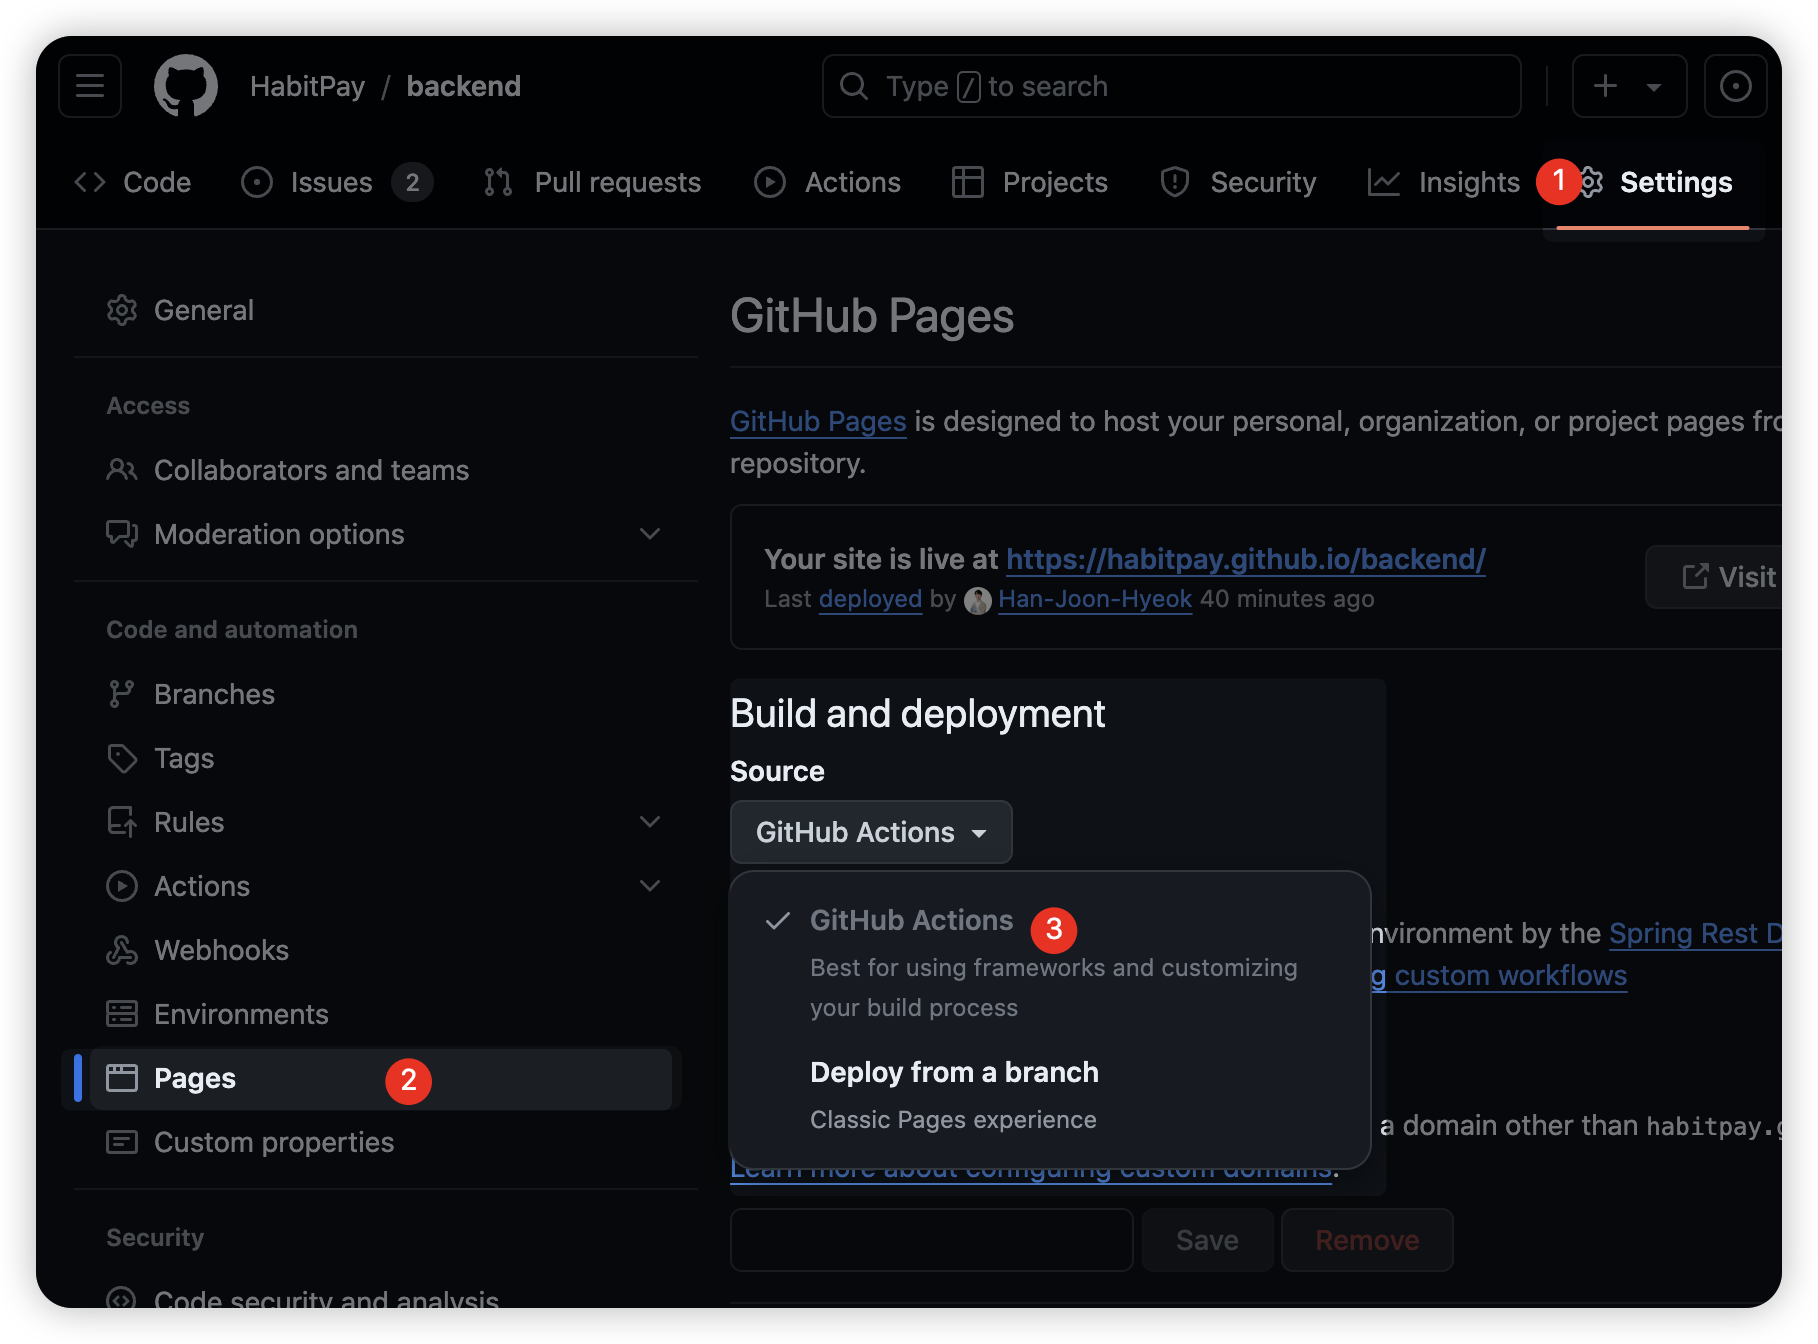 HabitPay / backend
Type / to search
Code
Issues 2
Pull requests
Actions
Projects
Security
Insights
1
Settings
General
Access
Collaborators and teams
Moderation options
Code and automation
Branches
Tags
Rules
Actions
Webhooks
Environments
Pages
2
Custom properties
Security
Code security and analysis
GitHub Pages
GitHub Pages is designed to host your personal, organization, or project pages
repository.
Your site is live at https://habitpay.github.io/backend/
Last deployed by Han-Joon-Hyeok 40 minutes ago
Visit
Build and deployment
Source
GitHub Actions
GitHub Actions
3
Best for using frameworks and customizing
your build process
Deploy from a branch
Classic Pages experience
nvironment by the Spring Rest D
g custom workflows
a domain other than habitpay.g
Learn more about configuring custom domains.
Save
Remove